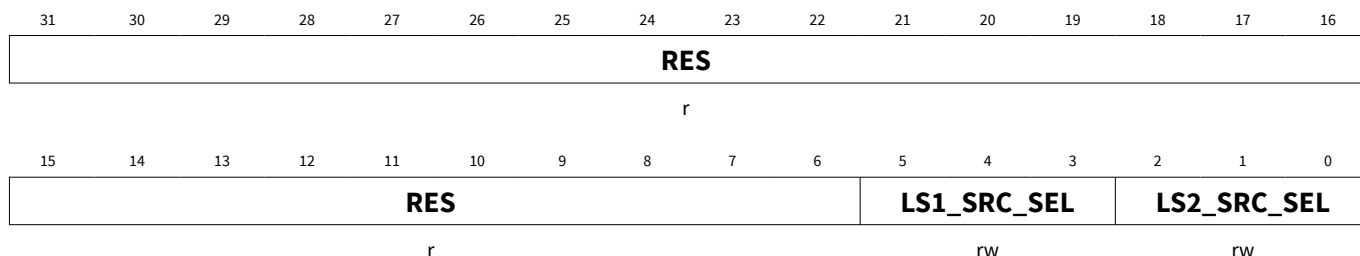 31 30 29 28 27 26 25 24 23 22 21 20 19 18 17 16
RES
r
15 14 13 12 11 10 9 8 7 6 5 4 3 2 1 0
RES LS1_SRC_SEL LS2_SRC_SEL
r rw rw